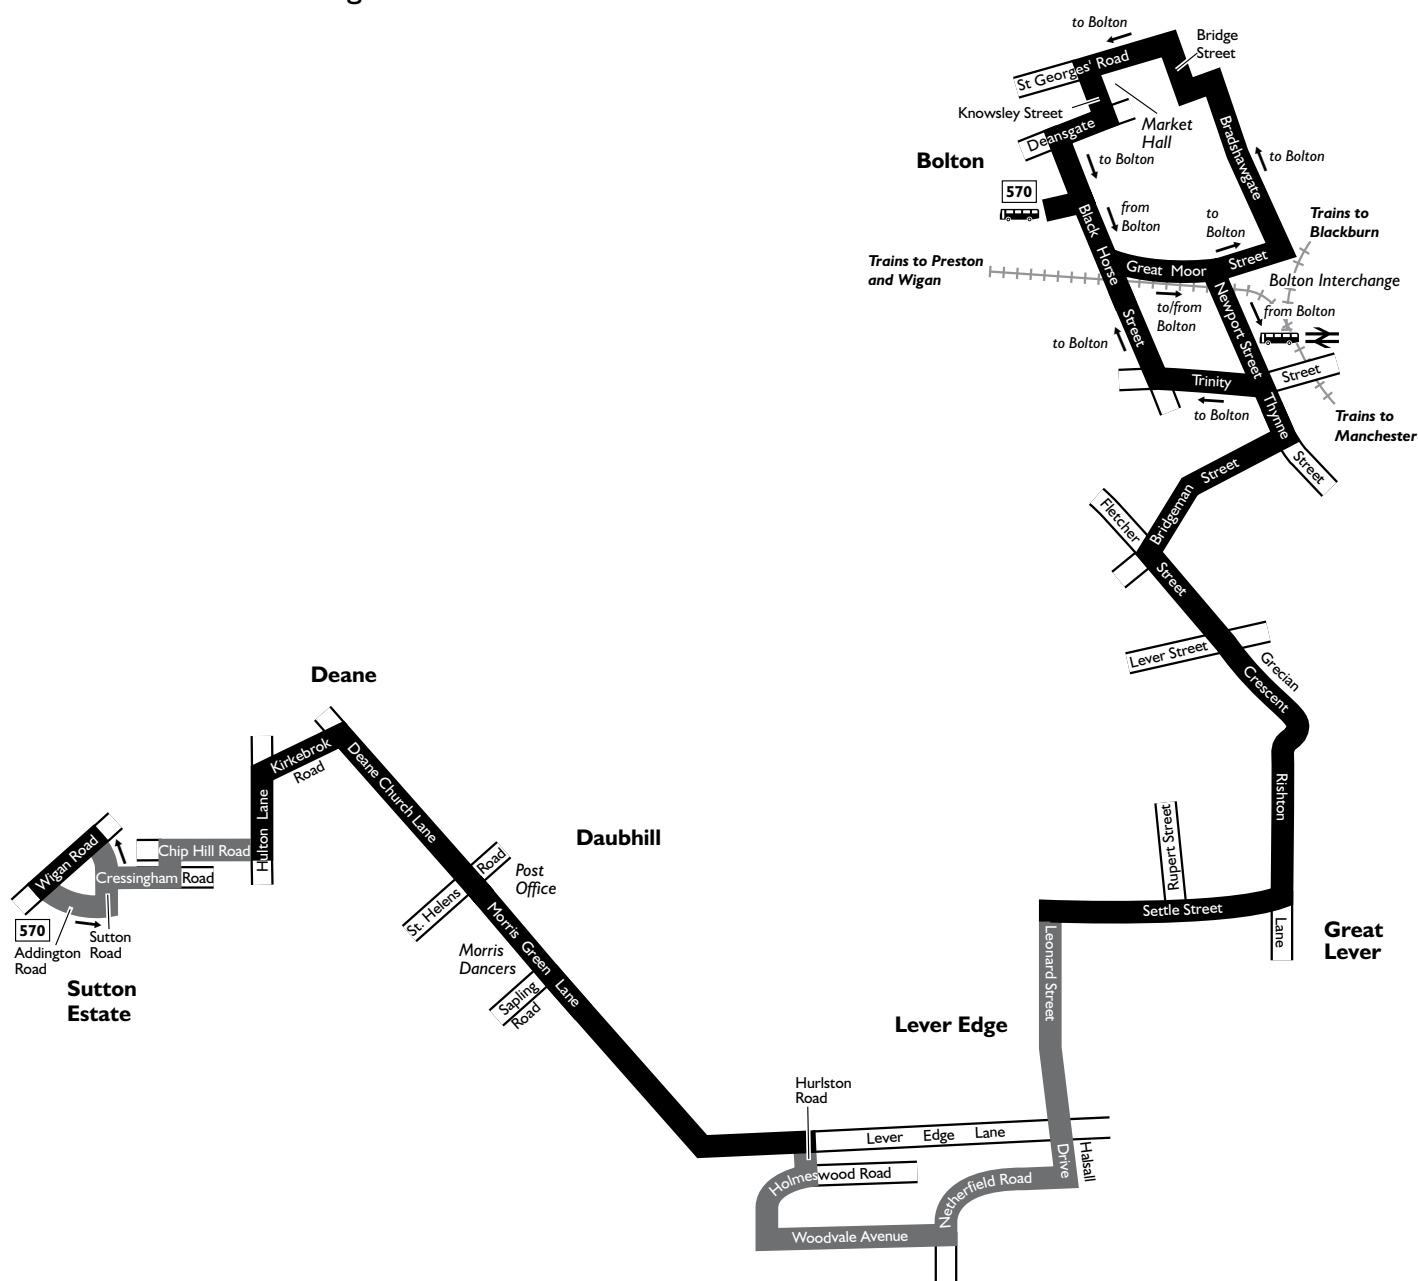 to Bolton
Bridge
Street
St Georges' Road
Knowsley Street
Market
Hall
Deansgate
to Bolton
Bradshawgate
to Bolton
Bolton
570
from
Bolton
to
Bolton
Trains to
Blackburn
Black Horse Street
Great Moor Street
Trains to Preston
and Wigan
Bolton Interchange
to/from
Bolton
Newport Street
from Bolton
to Bolton
Trinity Street
to Bolton
Thynne Street
Trains to
Manchester
Bridgeman Street
Fletcher Street
Lever Street
Grecian
Crescent
Deane
Kirkebrok
Road
Deane Church Lane
Hulton Lane
Rishton Lane
Daubhill
Rupert Street
Wigan Road
Chip Hill Road
Cressingham Road
Post
Office
St. Helens Road
Morris Green Lane
Settle Street
570
Addington
Road
Sutton
Road
Sutton
Estate
Morris
Dancers
Sapling
Road
Great
Lever
Leonard Street
Lever Edge
Hurlston
Road
Lever Edge Lane
Halsall
Drive
Holmeswood Road
Netherfield Road
Woodvale Avenue